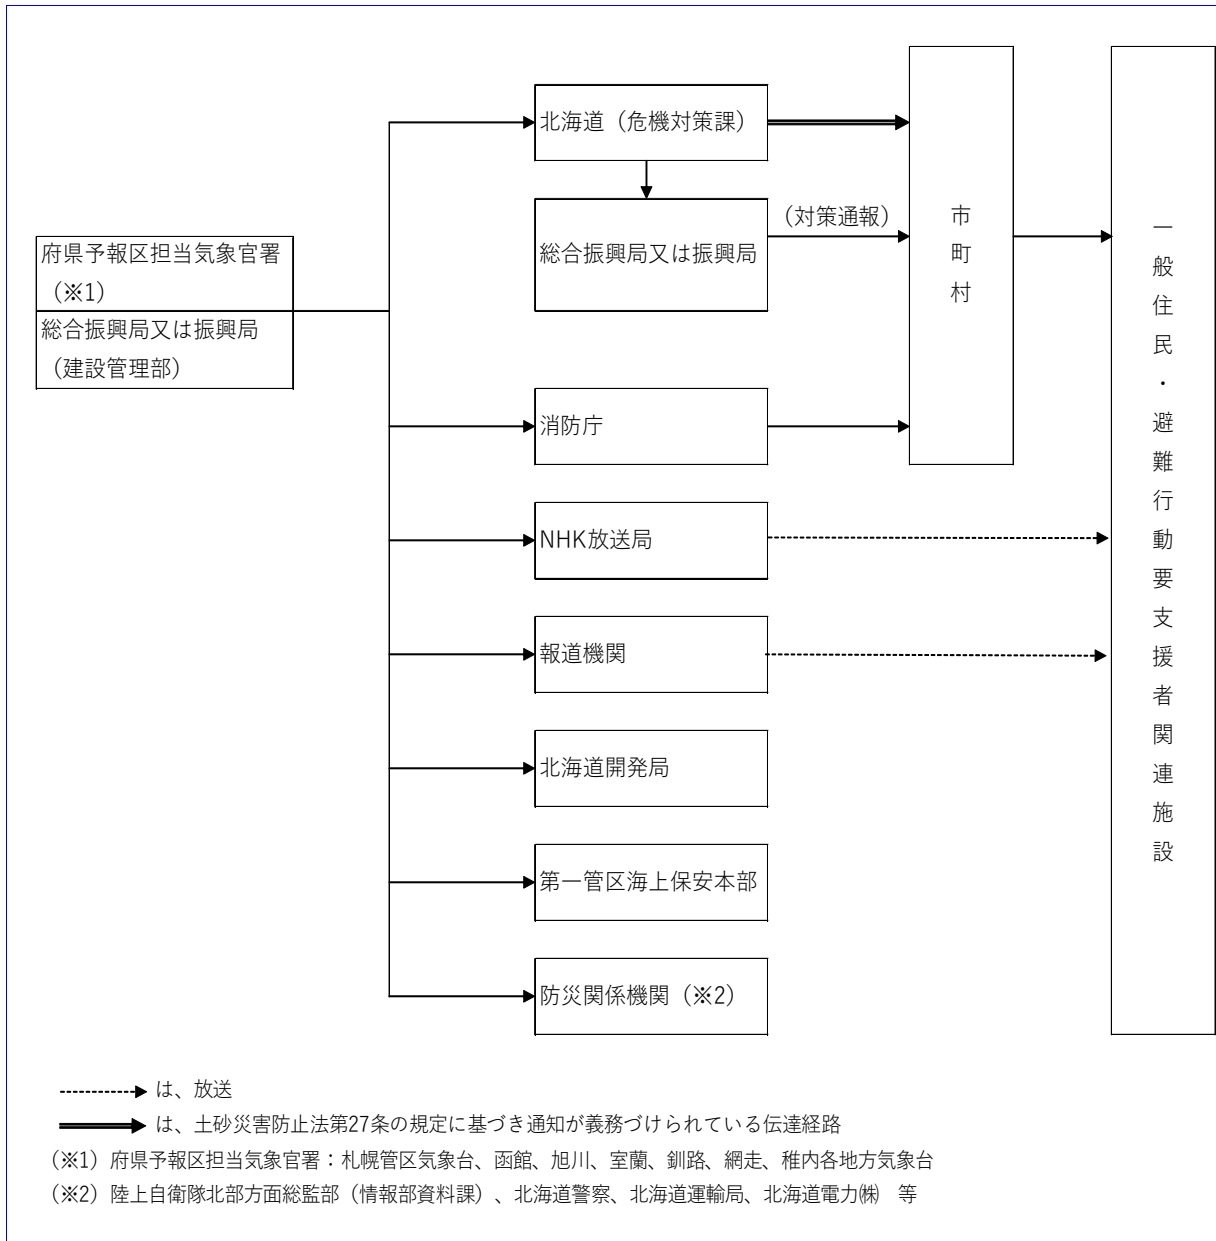 府県予報区担当気象官署
（※1）
総合振興局又は振興局
（建設管理部）
北海道（危機対策課）
総合振興局又は振興局
（対策通報）
消防庁
NHK放送局
報道機関
北海道開発局
第一管区海上保安本部
防災関係機関（※2）
市町村
一般住民・避難行動要支援者関連施設
は、放送
は、土砂災害防止法第27条の規定に基づき通知が義務づけられている伝達経路
（※1）府県予報区担当気象官署：札幌管区気象台、函館、旭川、室蘭、釧路、網走、稚内各地方気象台
（※2）陸上自衛隊北部方面総監部（情報部資料課）、北海道警察、北海道運輸局、北海道電力㈱　等